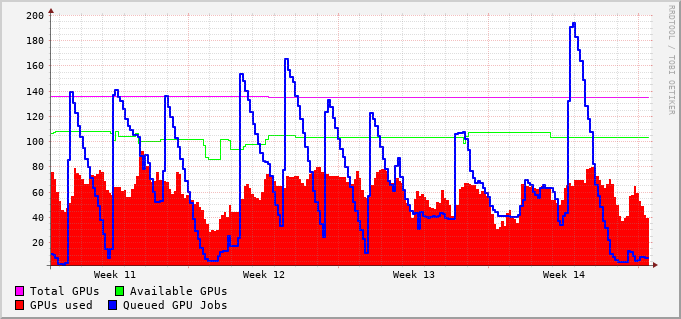 200
180
160
140
120
100
80
60
40
20
Week 11 Week 12 Week 13 Week 14
Total GPUs Available GPUs
GPUs used Queued GPU Jobs
RRDTOOL / TOBI OETIKER